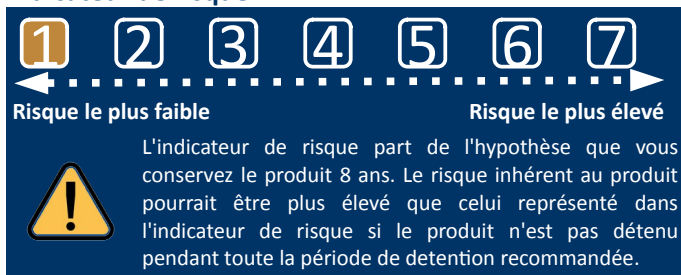 1 2 3 4 5 6 7
Risque le plus faible Risque le plus élevé
L'indicateur de risque part de l'hypothèse que vous
conservez le produit 8 ans. Le risque inhérent au produit
pourrait être plus élevé que celui représenté dans
l'indicateur de risque si le produit n'est pas détenu
pendant toute la période de detention recommandée.